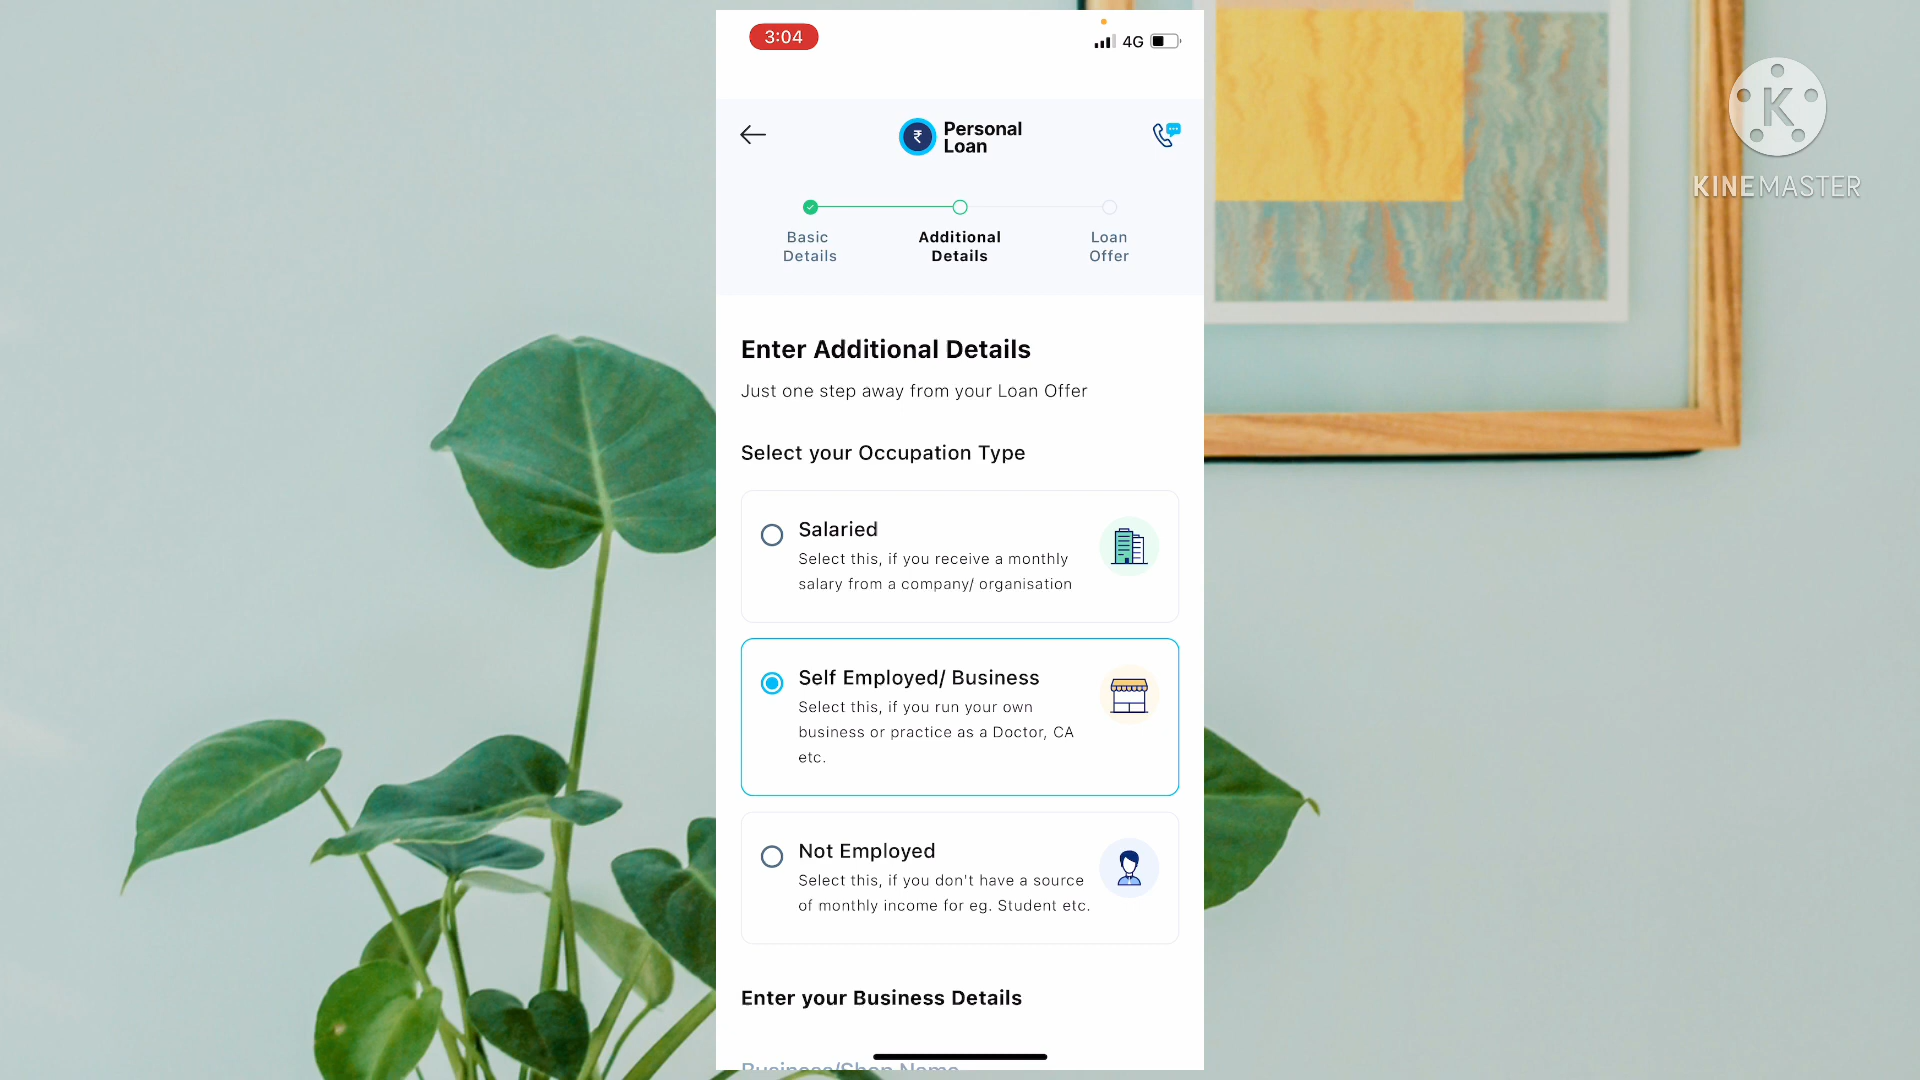 3:04
4G
Personal
Loan
Basic
Details
Additional
Details
Loan
Offer
Enter Additional Details
Just one step away from your Loan Offer
Select your Occupation Type
Salaried
Select this, if you receive a monthly
salary from a company/ organisation
Self Employed/ Business
Select this, if you run your own
business or practice as a Doctor, CA
etc.
Not Employed
Select this, if you don't have a source
of monthly income for eg. Student etc.
Enter your Business Details
Business/Shop Name
K
KINEMASTER